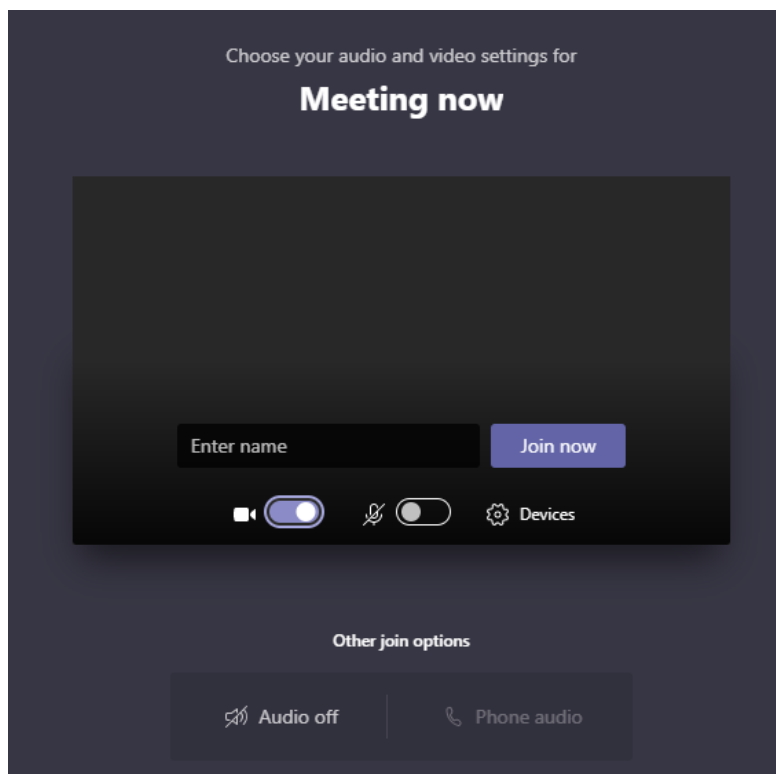 Choose your audio and video settings for
Meeting now
Enter name
Join now
Devices
Other join options
Audio off
Phone audio